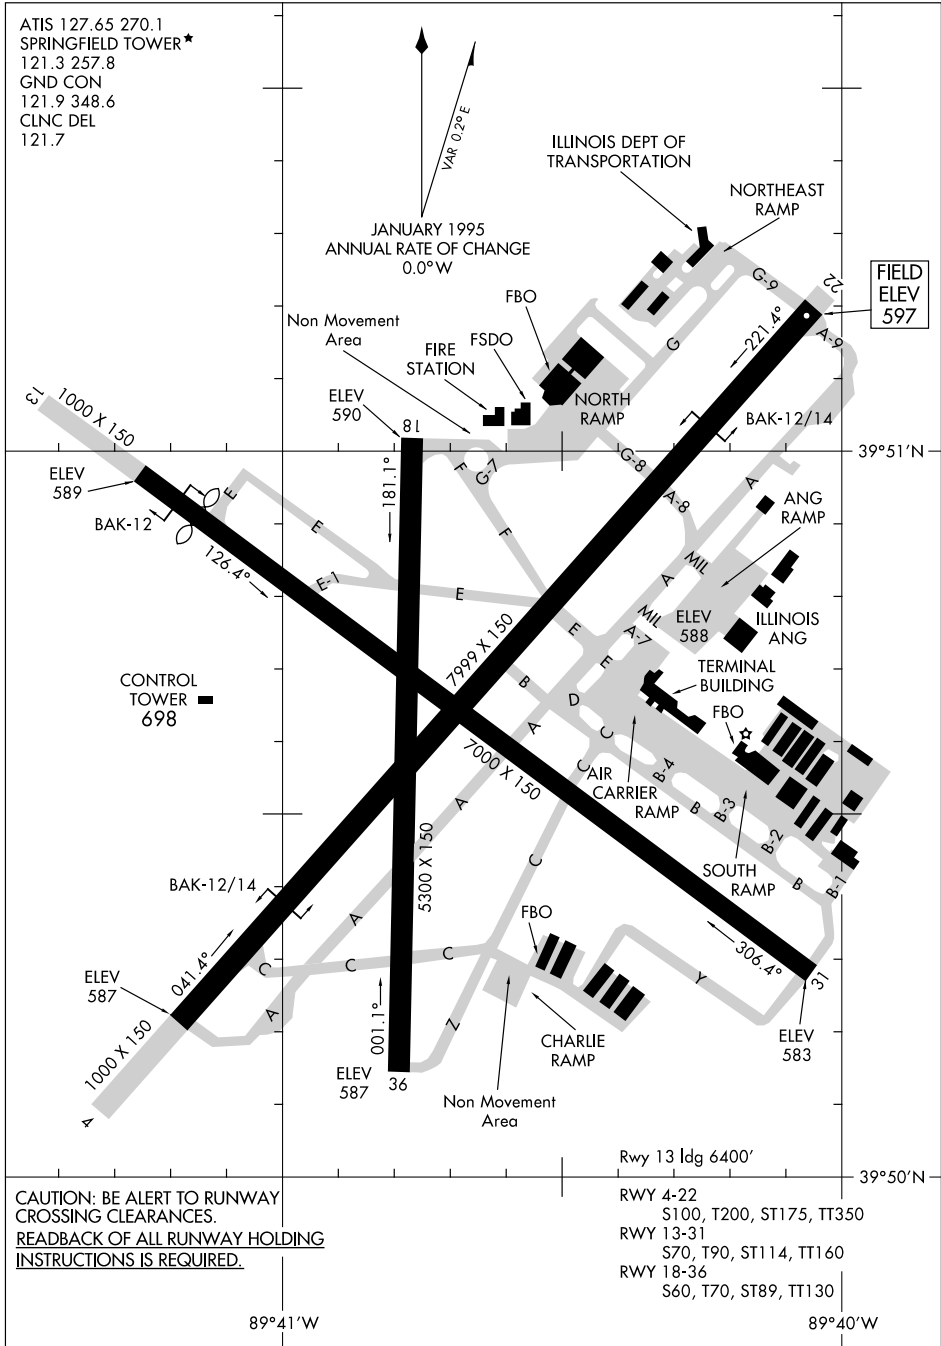 ATIS 127.65 270.1
SPRINGFIELD TOWER★
121.3 257.8
GND CON
121.9 348.6
CLNC DEL
121.7
VAR 0.2° E
JANUARY 1995
ANNUAL RATE OF CHANGE
0.0° W
ILLINOIS DEPT OF
TRANSPORTATION
NORTHEAST
RAMP
G-9
22
FIELD
ELEV
597
A-9
221.4°
G
FBO
FSDO
FIRE
STATION
Non Movement
Area
NORTH
RAMP
BAK-12/14
ELEV
590
18
13
1000 X 150
39°51'N
ELEV
589
BAK-12
126.4°
181.1°
E
E
E-1
E
F
G-7
F
G-8
A-8
A
ANG
RAMP
MIL
A
MIL
A-7
ELEV
588
ILLINOIS
ANG
E
E
7999 X 150
CONTROL
TOWER
698
B
D
A
C
C
TERMINAL
BUILDING
FBO
7000 X 150
AIR
CARRIER
RAMP
B-4
B
B-3
B-2
B
B-1
SOUTH
RAMP
A
C
5300 X 150
BAK-12/14
A
FBO
C
C
C
041.4°
ELEV
587
A
001.1°
Z
Y
306.4°
31
ELEV
583
CHARLIE
RAMP
1000 X 150
ELEV
587
36
Non Movement
Area
4
Rwy 13 ldg 6400'
39°50'N
CAUTION: BE ALERT TO RUNWAY
CROSSING CLEARANCES.
READBACK OF ALL RUNWAY HOLDING
INSTRUCTIONS IS REQUIRED.
RWY 4-22
S100, T200, ST175, TT350
RWY 13-31
S70, T90, ST114, TT160
RWY 18-36
S60, T70, ST89, TT130
89°41'W
89°40'W